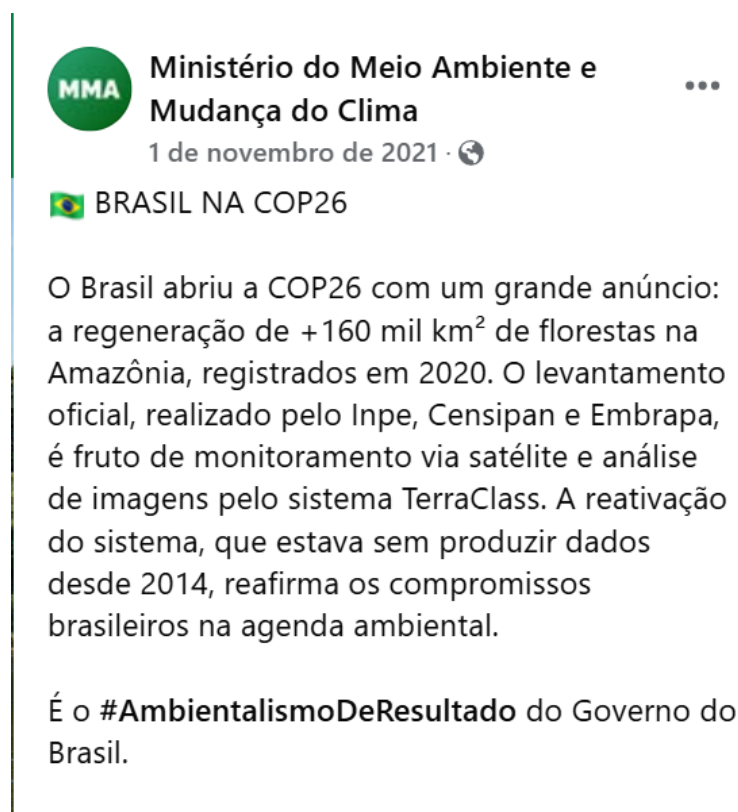 MMA
Ministério do Meio Ambiente e
Mudança do Clima
1 de novembro de 2021 ·
🇧🇷 BRASIL NA COP26
O Brasil abriu a COP26 com um grande anúncio:
a regeneração de +160 mil km² de florestas na
Amazônia, registrados em 2020. O levantamento
oficial, realizado pelo Inpe, Censipan e Embrapa,
é fruto de monitoramento via satélite e análise
de imagens pelo sistema TerraClass. A reativação
do sistema, que estava sem produzir dados
desde 2014, reafirma os compromissos
brasileiros na agenda ambiental.
É o #AmbientalismoDeResultado do Governo do
Brasil.